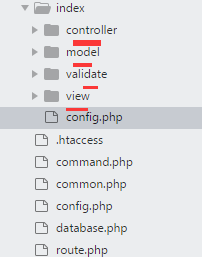 index
controller
model
validate
view
config.php
.htaccess
command.php
common.php
config.php
database.php
route.php